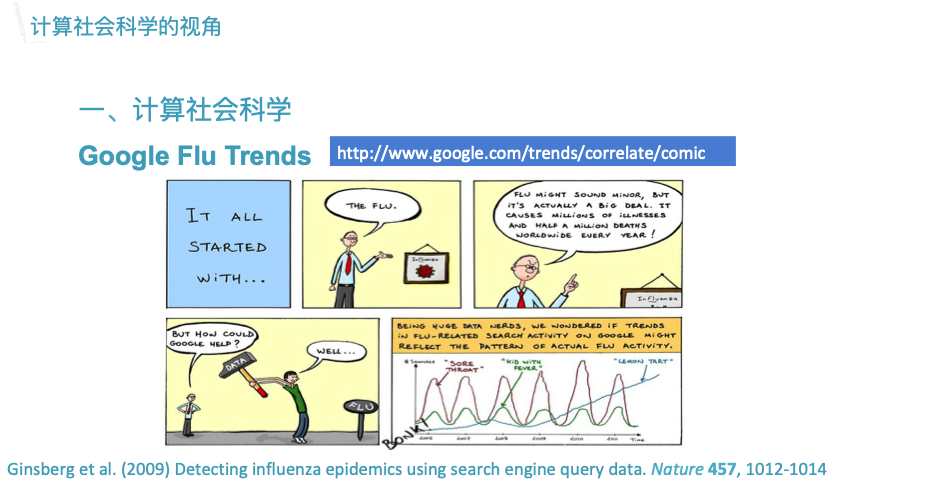 计算社会科学的视角
一、计算社会科学
Google Flu Trends
http://www.google.com/trends/correlate/comic
IT ALL
STARTED
WITH...
THE FLU.
Influenza
FLU MIGHT SOUND MINOR, BUT
IT'S ACTUALLY A BIG DEAL. IT
CAUSES MILLIONS OF ILLNESSES
AND HALF A MILLION DEATHS
WORLDWIDE EVERY YEAR!
Influenza
BUT HOW COULD
GOOGLE HELP?
DATA
WELL...
FLU
BONK!
BEING HUGE DATA NERDS, WE WONDERED IF TRENDS
IN FLU-RELATED SEARCH ACTIVITY ON GOOGLE MIGHT
REFLECT THE PATTERN OF ACTUAL FLU ACTIVITY.
# Searches
"SORE
THROAT"
"KID WITH
FEVER"
"LEMON TART"
2006 2007 2008 2009 2010 2011 Time
Ginsberg et al. (2009) Detecting influenza epidemics using search engine query data. Nature 457, 1012-1014